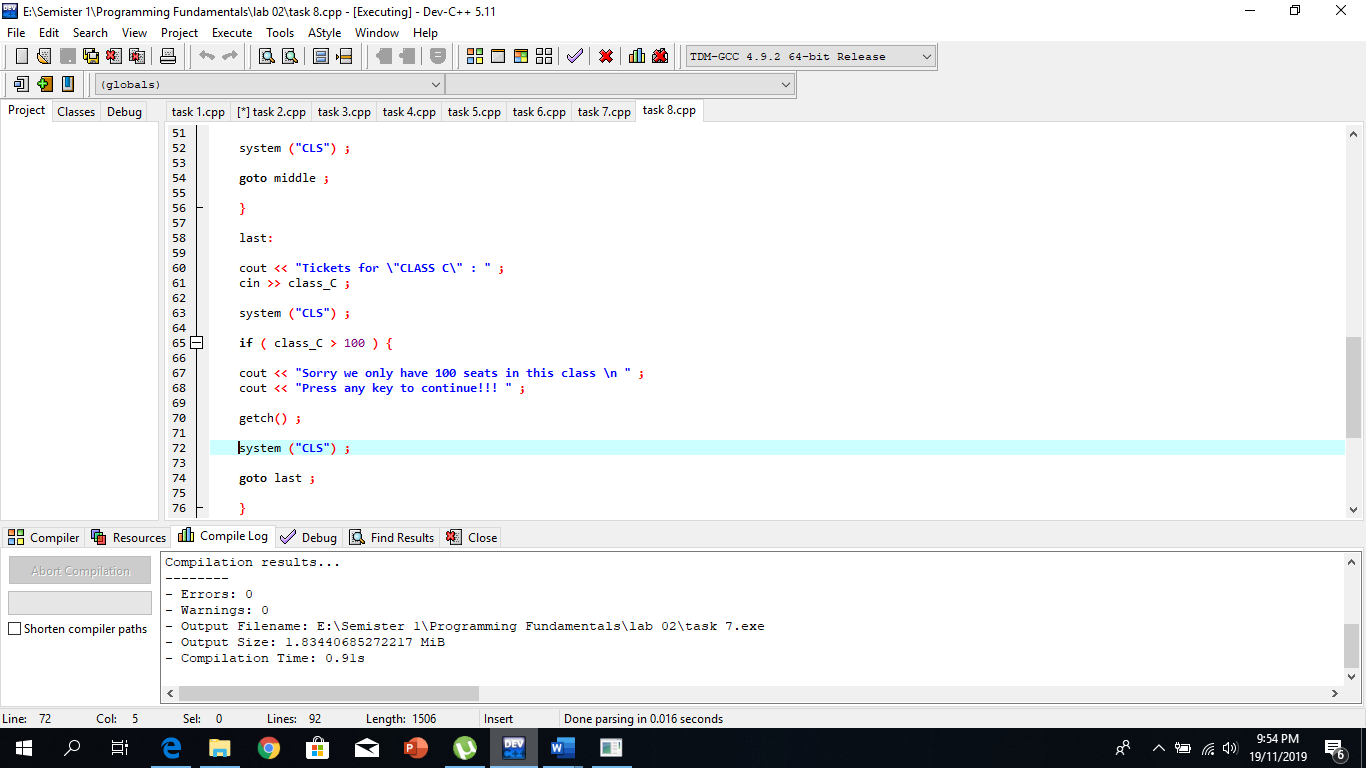 E:\Semister 1\Programming Fundamentals\lab 02\task 8.cpp - [Executing] - Dev-C++ 5.11
File Edit Search View Project Execute Tools AStyle Window Help
TDM-GCC 4.9.2 64-bit Release
(globals)
Project Classes Debug
task 1.cpp [*] task 2.cpp task 3.cpp task 4.cpp task 5.cpp task 6.cpp task 7.cpp task 8.cpp
51
52 system ("CLS") ;
53
54 goto middle ;
55
56 }
57
58 last:
59
60 cout << "Tickets for \"CLASS C\" : " ;
61 cin >> class_C ;
62
63 system ("CLS") ;
64
65 if ( class_C > 100 ) {
66
67 cout << "Sorry we only have 100 seats in this class \n " ;
68 cout << "Press any key to continue!!! " ;
69
70 getch() ;
71
72 system ("CLS") ;
73
74 goto last ;
75
76 }
Compiler Resources Compile Log Debug Find Results Close
Abort Compilation
Shorten compiler paths
Compilation results...
--------
- Errors: 0
- Warnings: 0
- Output Filename: E:\Semister 1\Programming Fundamentals\lab 02\task 7.exe
- Output Size: 1.83440685272217 MiB
- Compilation Time: 0.91s
Line: 72 Col: 5 Sel: 0 Lines: 92 Length: 1506 Insert Done parsing in 0.016 seconds
DEV
9:54 PM
19/11/2019
6